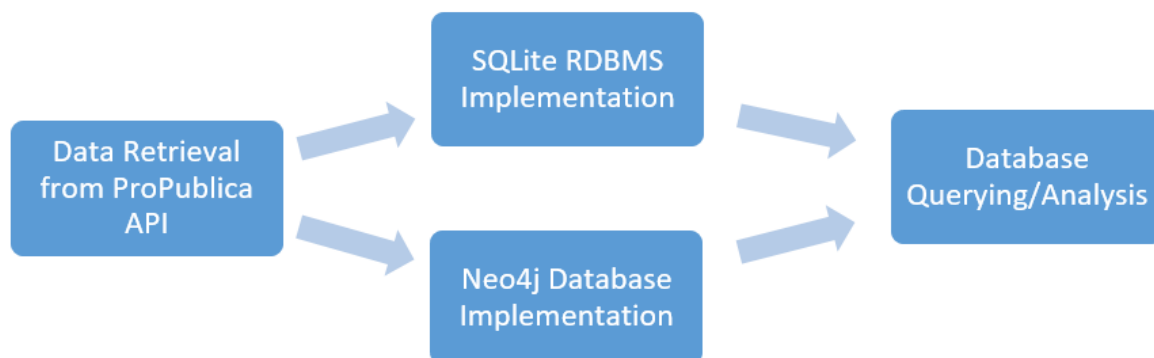 Data Retrieval
from ProPublica
API
SQLite RDBMS
Implementation
Neo4j Database
Implementation
Database
Querying/Analysis